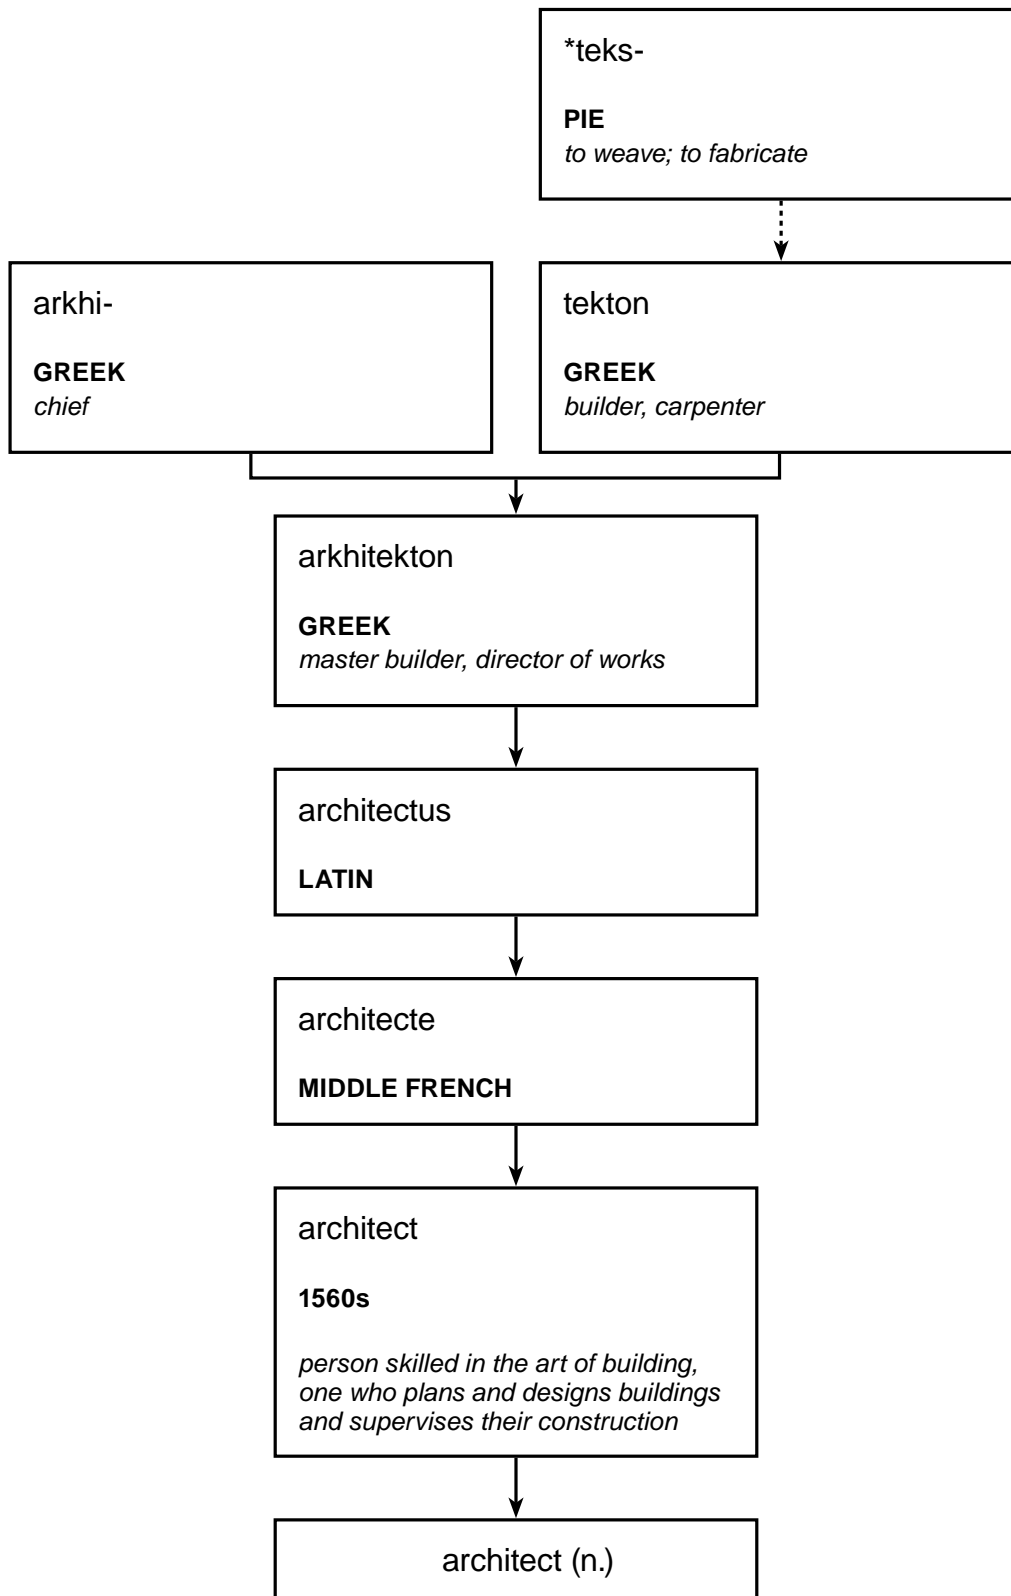 *teks-
PIE
to weave; to fabricate
arkhi-
GREEK
chief
tekton
GREEK
builder, carpenter
arkhitekton
GREEK
master builder, director of works
architectus
LATIN
architecte
MIDDLE FRENCH
architect
1560s
person skilled in the art of building,
one who plans and designs buildings
and supervises their construction
architect (n.)